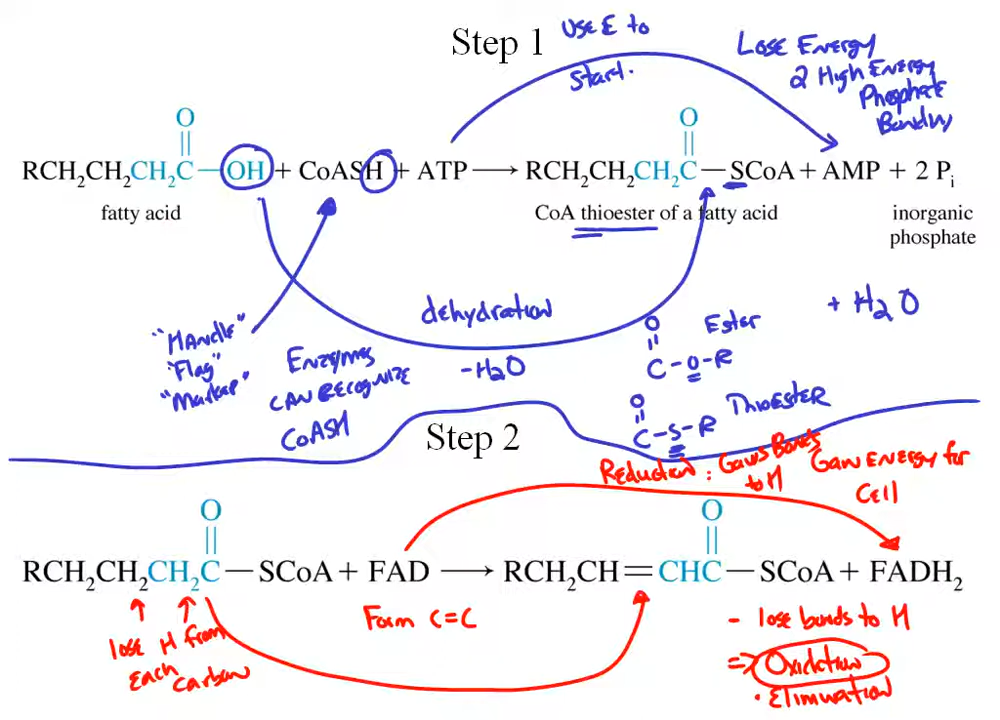 Step 1
Use E to
Start.
Lose Energy
2 High Energy
Phosphate
Bonding
RCH₂CH₂CH₂C(=O)—OH + CoASH + ATP ⟶ RCH₂CH₂CH₂C(=O)—SCoA + AMP + 2 Pᵢ
fatty acid
CoA thioester of a fatty acid
inorganic
phosphate
dehydration
-H₂O
+ H₂O
"Handle"
"Flag"
"Marker"
Enzymes
can recognize
CoASH
O
C-O-R
Ester
O
C-S-R
Thioester
Step 2
Reduction: Gains Bonds
to H
Gain Energy for
Cell
RCH₂CH₂CH₂C(=O)—SCoA + FAD ⟶ RCH₂CH=CHC(=O)—SCoA + FADH₂
lose H from
each carbon
Form C=C
- lose bonds to H
=> Oxidation
• Elimination